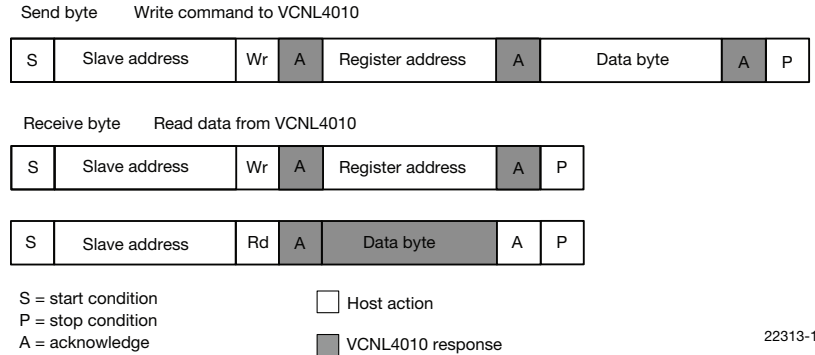 Send byte Write command to VCNL4010
S Slave address Wr A Register address A Data byte A P
Receive byte Read data from VCNL4010
S Slave address Wr A Register address A P
S Slave address Rd A Data byte A P
S = start condition
P = stop condition
A = acknowledge
Host action
VCNL4010 response
22313-1